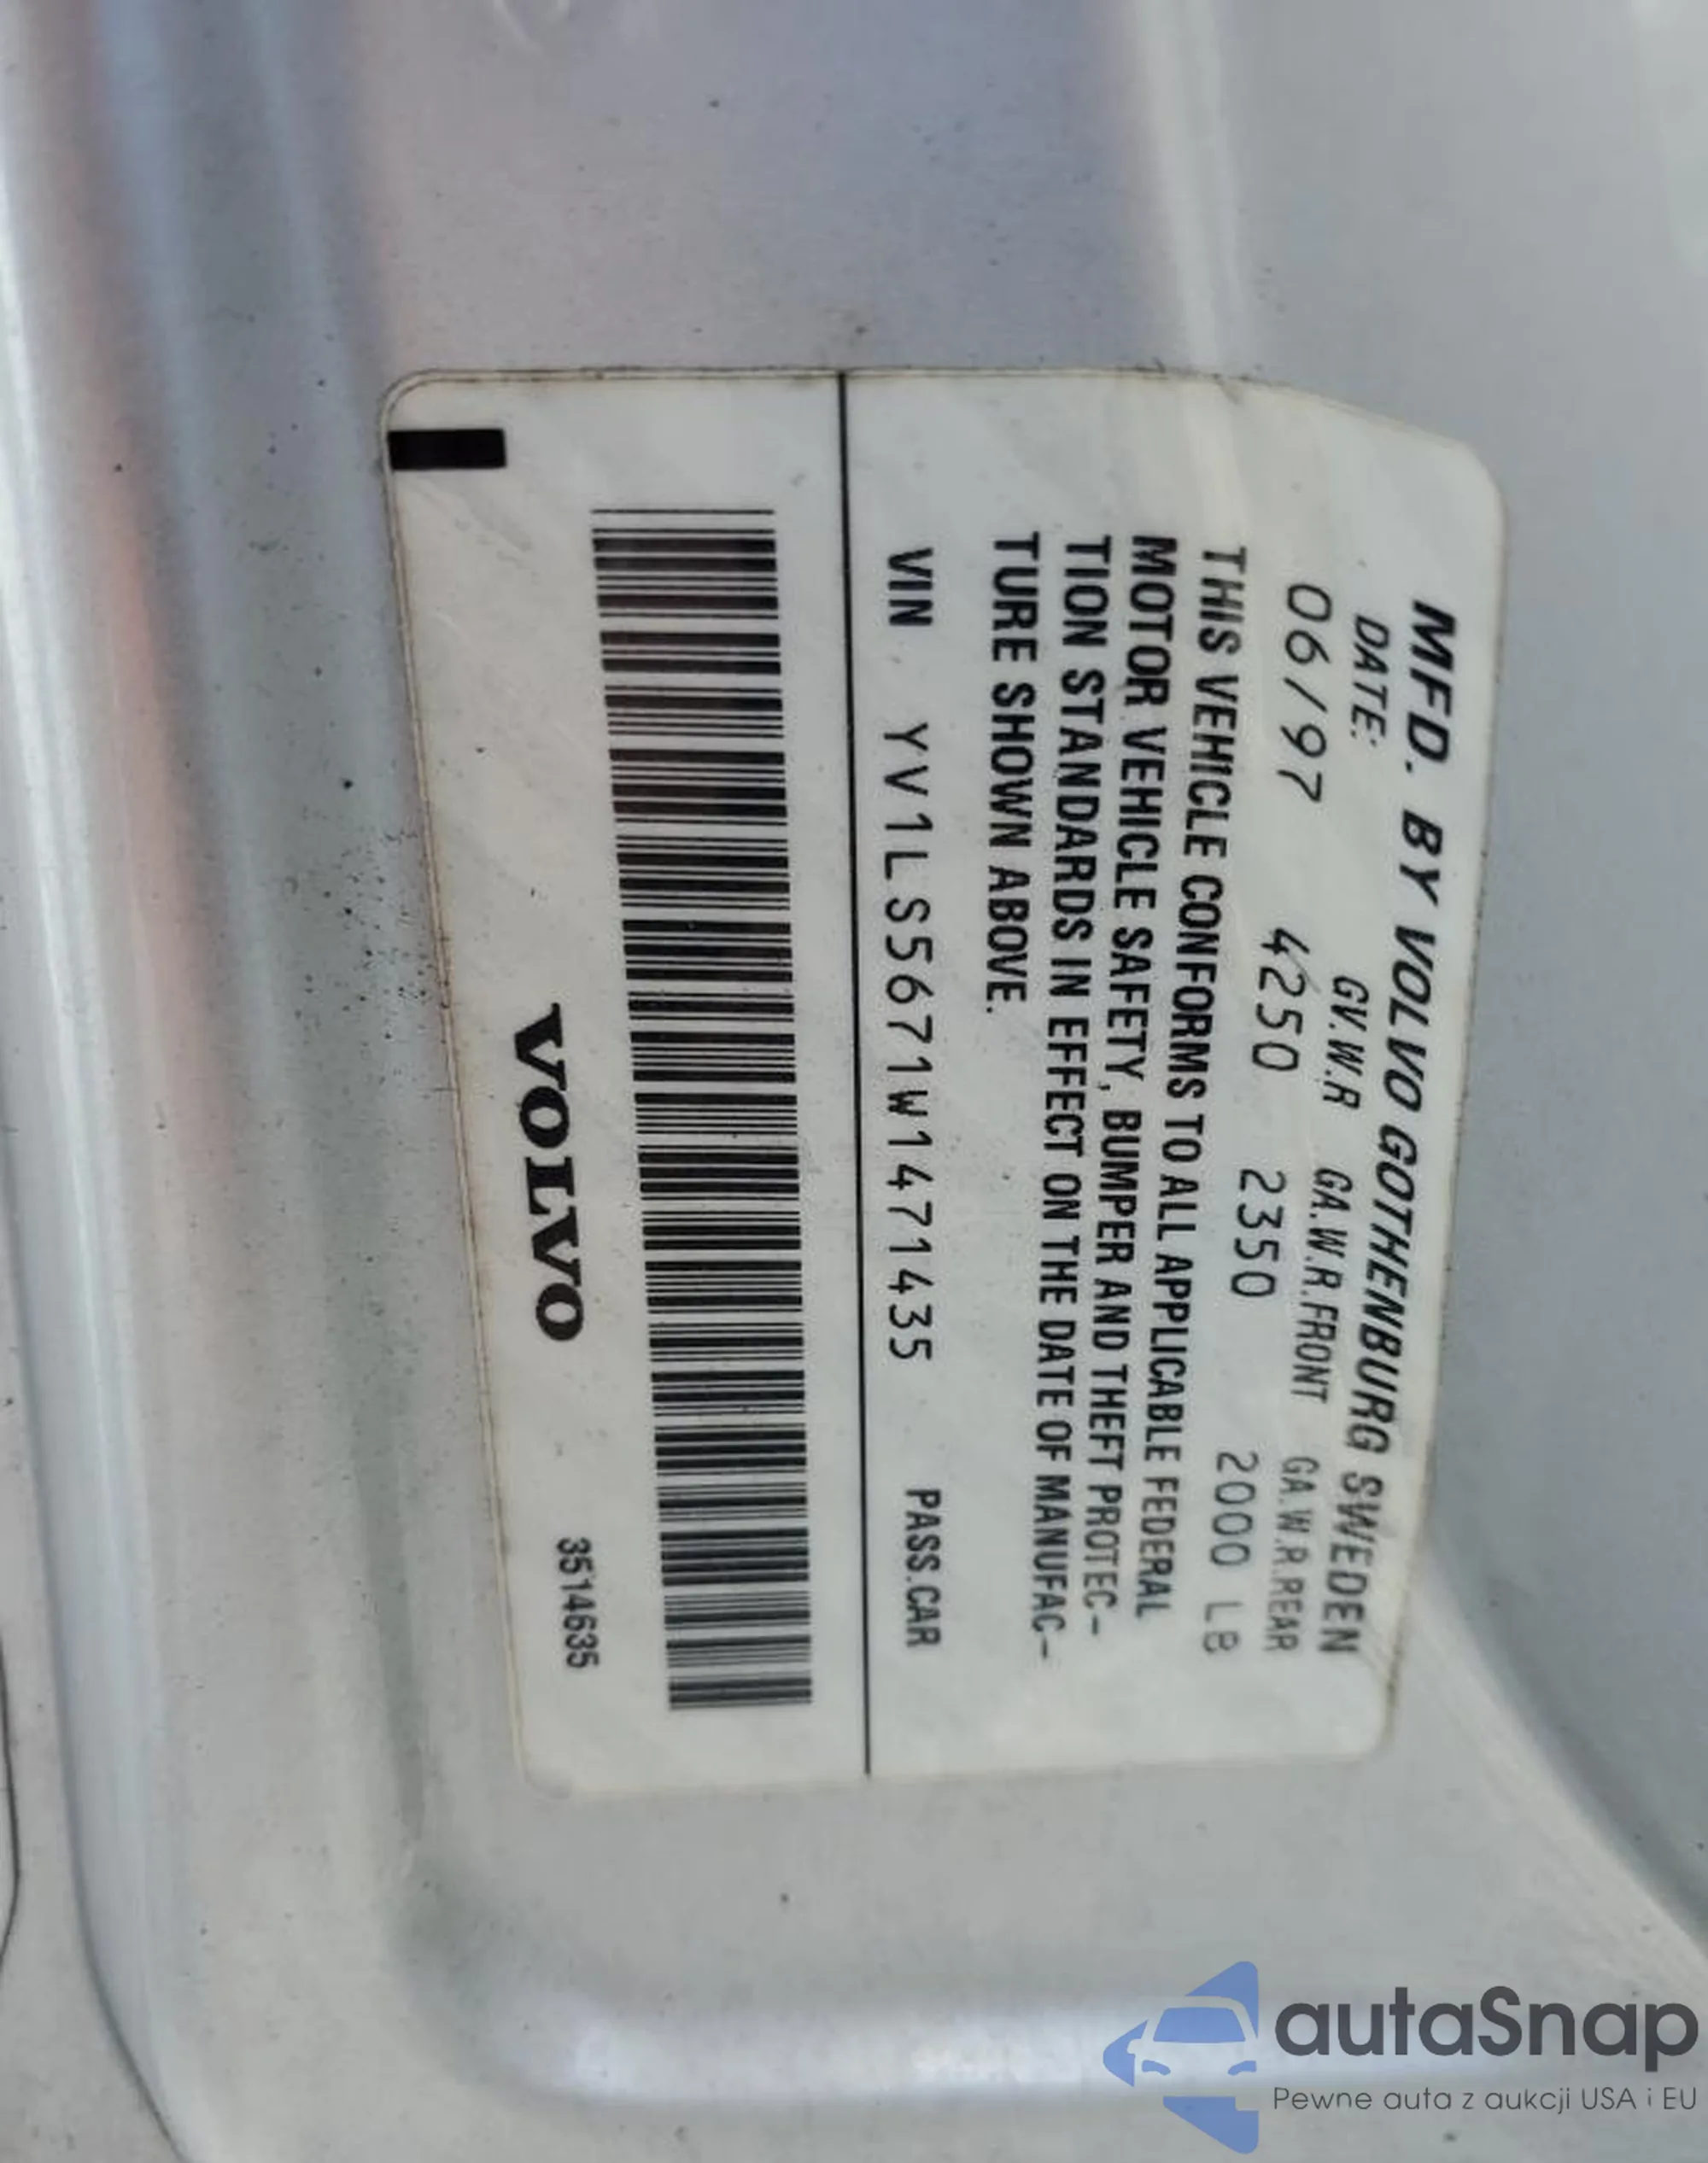 MFD. BY VOLVO GOTHENBURG SWEDEN
DATE: GV.W.R GA.W.R.FRONT GA.W.R.REAR
06/97 4250 2350 2000 LB
THIS VEHICLE CONFORMS TO ALL APPLICABLE FEDERAL
MOTOR VEHICLE SAFETY, BUMPER AND THEFT PROTEC-
TION STANDARDS IN EFFECT ON THE DATE OF MANUFAC-
TURE SHOWN ABOVE.
VIN YV1LS5671W1471435 PASS.CAR
VOLVO 3514635
autaSnap
Pewne auta z aukcji USA i EU